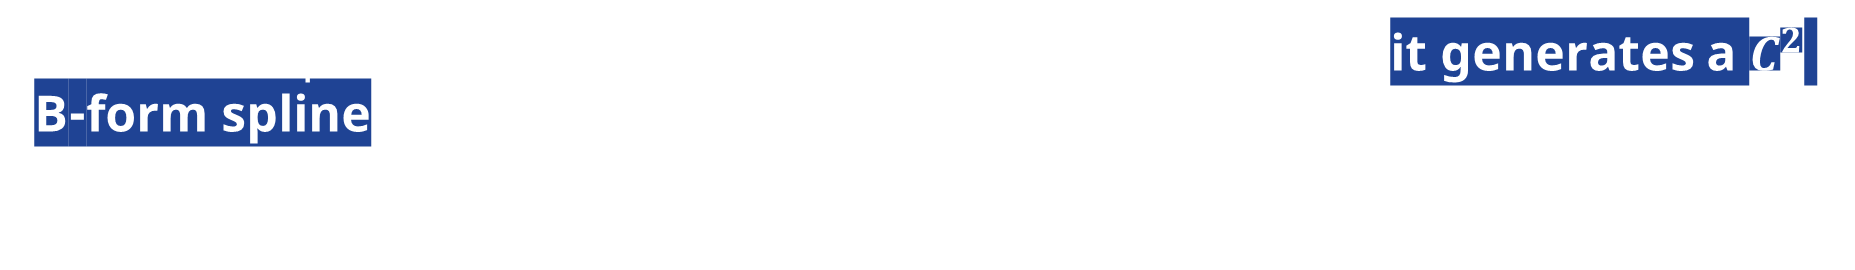 it generates a C²
B-form spline